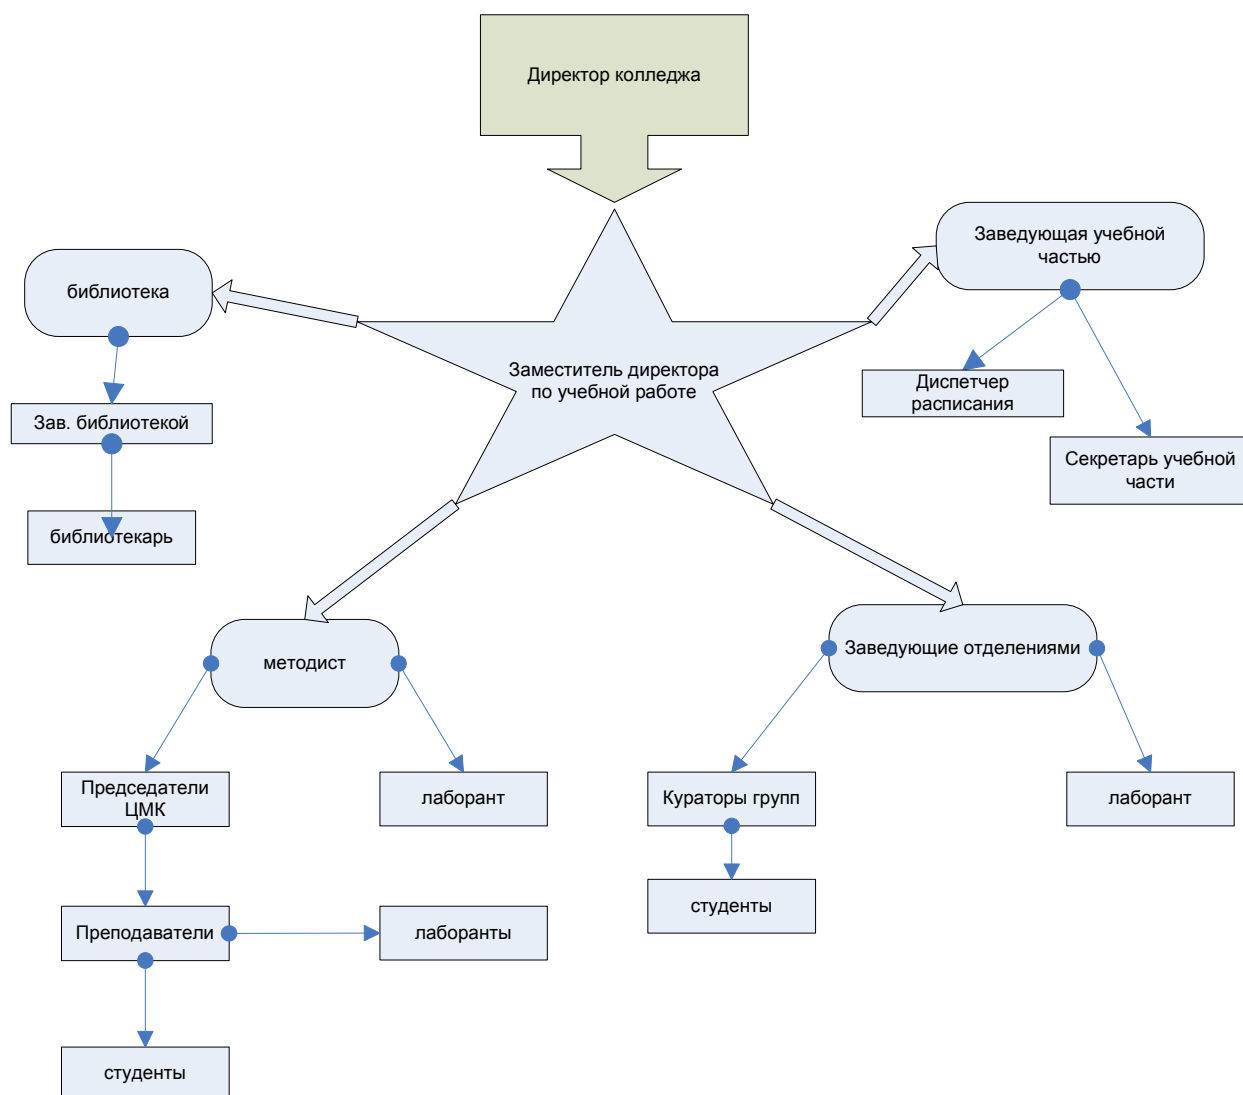 Директор колледжа
Заведующая учебной
частью
библиотека
Заместитель директора
по учебной работе
Диспетчер
расписания
Зав. библиотекой
Секретарь учебной
части
библиотекарь
методист
Заведующие отделениями
Председатели
ЦМК
лаборант
Кураторы групп
лаборант
студенты
Преподаватели
лаборанты
студенты